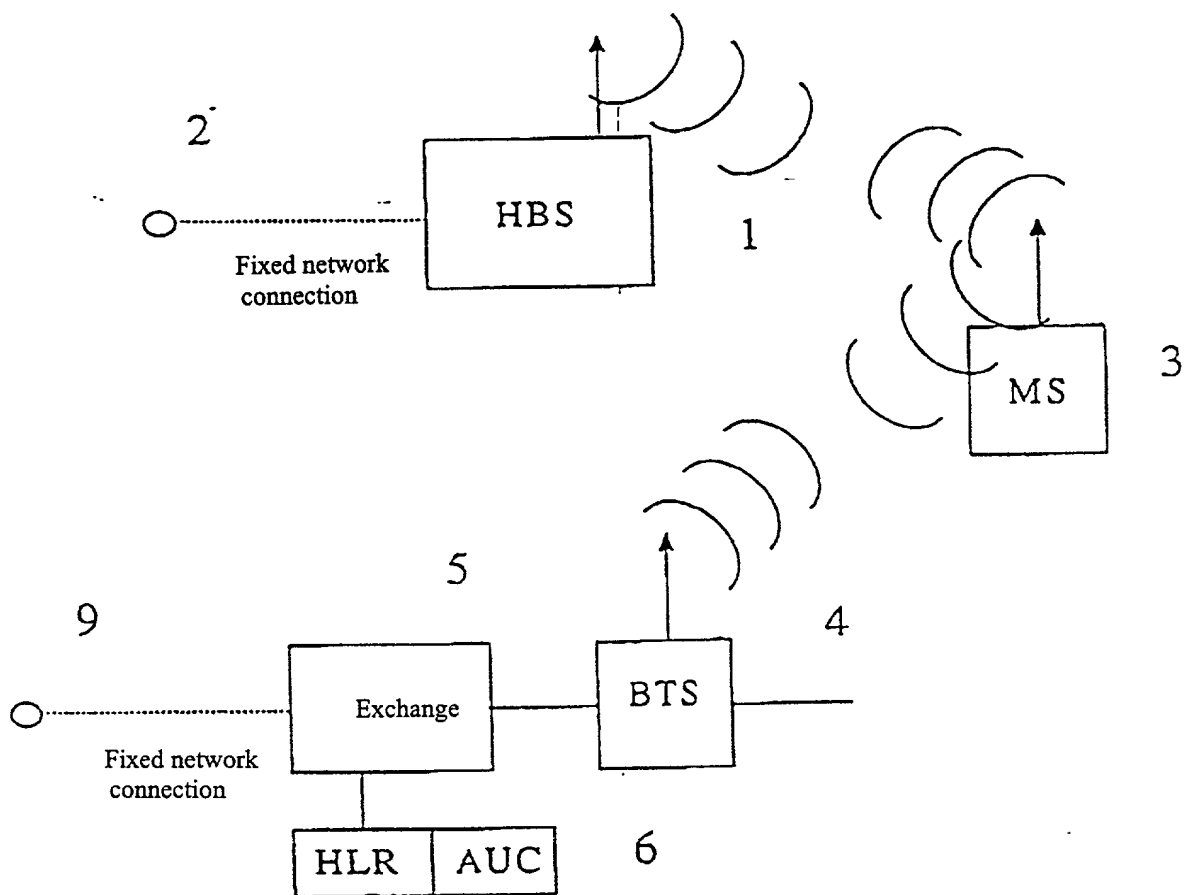 2
HBS
1
Fixed network
connection
3
MS
5
4
9
BTS
Exchange
Fixed network
connection
6
HLR AUC